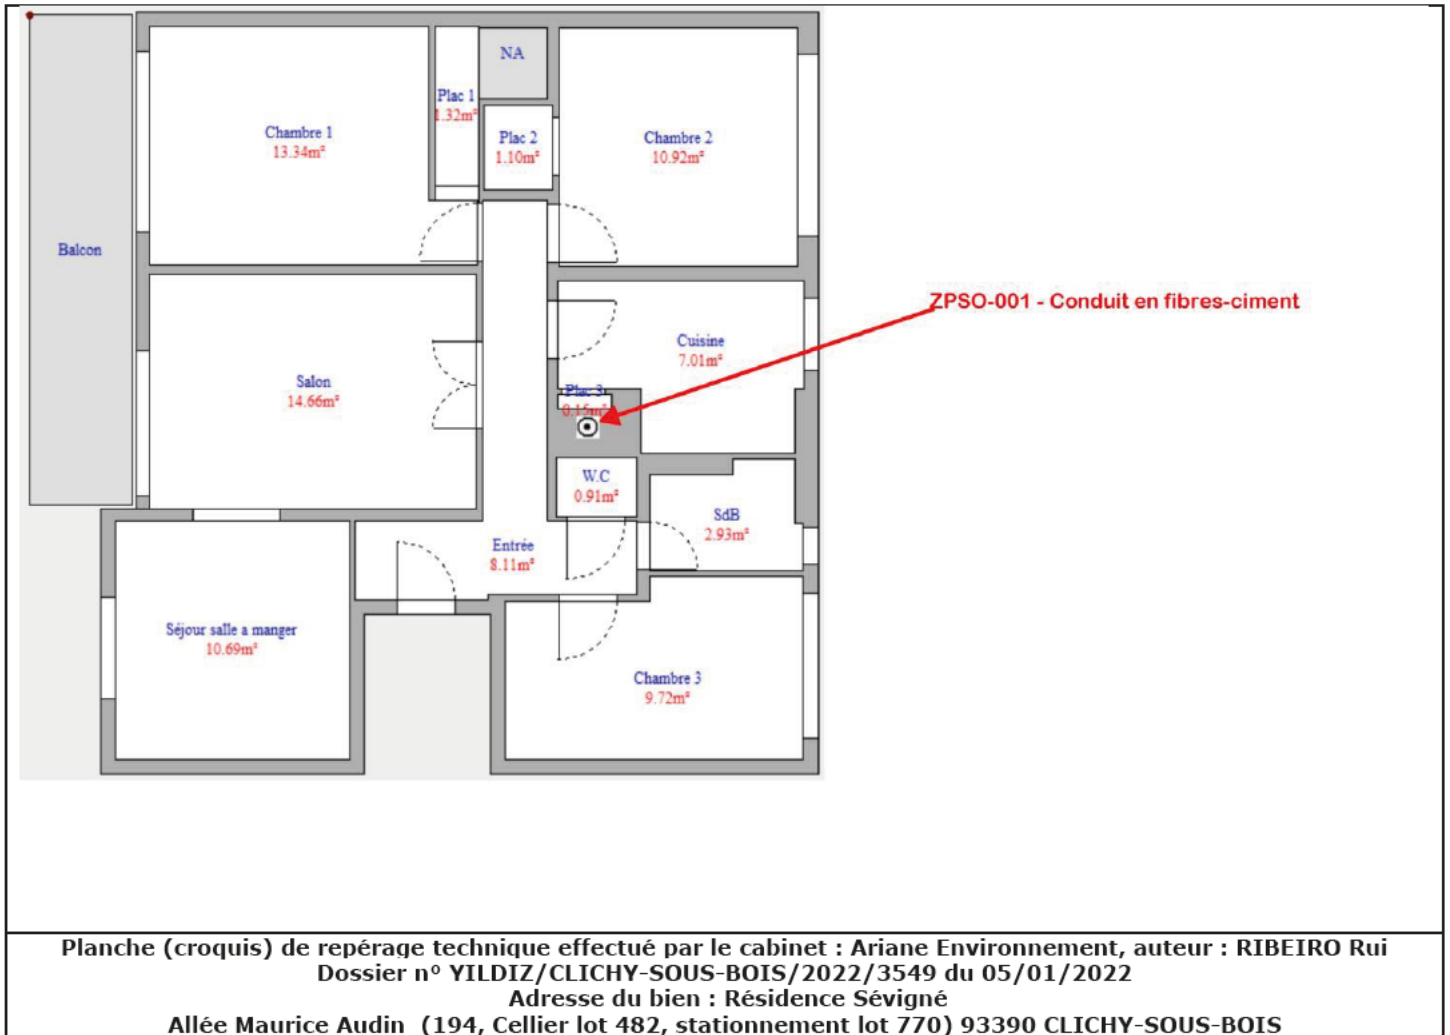 NA
Plac 1
1.32m²
Chambre 1
13.34m²
Plac 2
1.10m²
Chambre 2
10.92m²
Balcon
ZPSO-001 - Conduit en fibres-ciment
Cuisine
7.01m²
Salon
14.66m²
Plac 3
0.15m²
W.C
0.91m²
SdB
2.93m²
Entrée
8.11m²
Séjour salle a manger
10.69m²
Chambre 3
9.72m²
Planche (croquis) de repérage technique effectué par le cabinet : Ariane Environnement, auteur : RIBEIRO Rui
Dossier nº YILDIZ/CLICHY-SOUS-BOIS/2022/3549 du 05/01/2022
Adresse du bien : Résidence Sévigné
Allée Maurice Audin (194, Cellier lot 482, stationnement lot 770) 93390 CLICHY-SOUS-BOIS